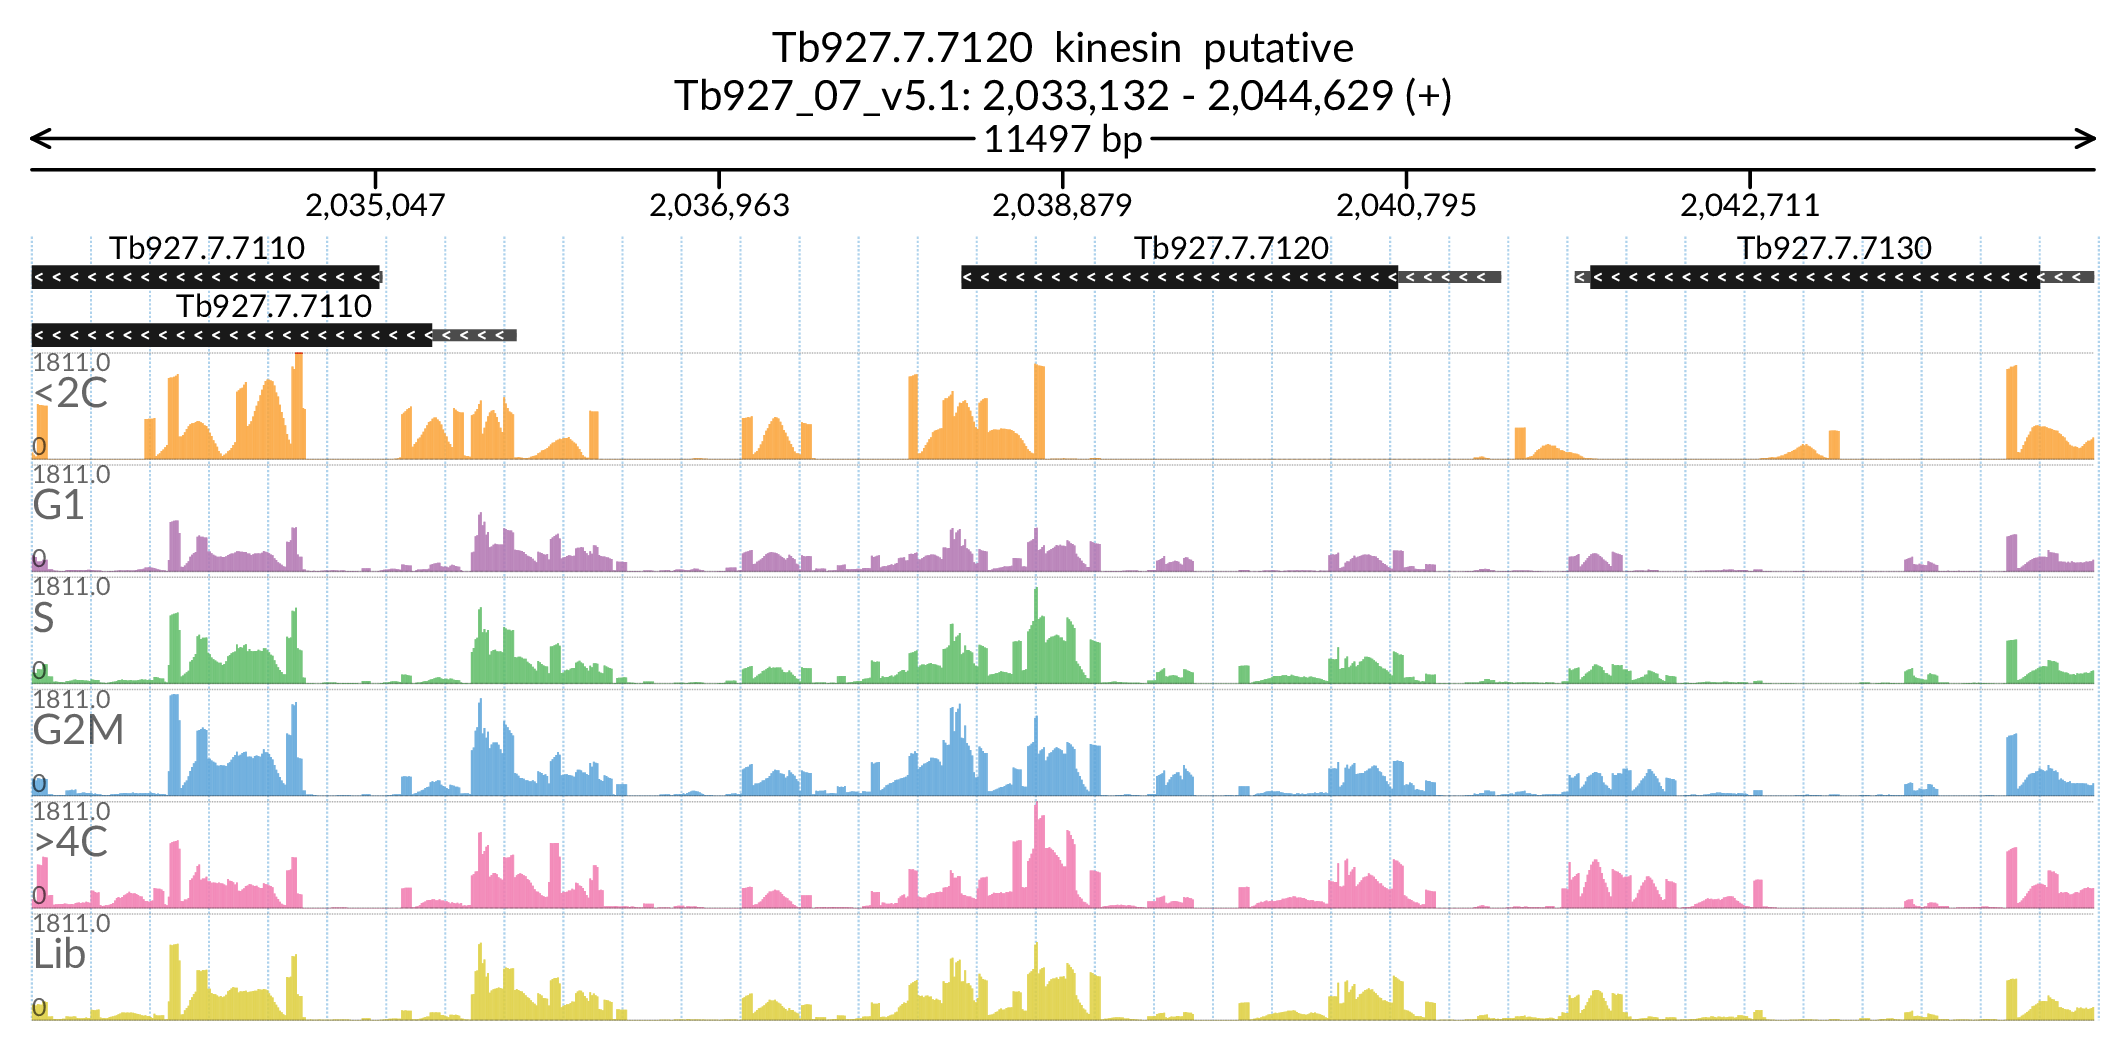 Tb927.7.7120 kinesin putative
Tb927_07_v5.1: 2,033,132 - 2,044,629 (+)
11497 bp
2,035,047 2,036,963 2,038,879 2,040,795 2,042,711
Tb927.7.7110 Tb927.7.7120 Tb927.7.7130
Tb927.7.7110
1811.0
<2C
0
1811.0
G1
0
1811.0
S
0
1811.0
G2M
0
1811.0
>4C
0
1811.0
Lib
0